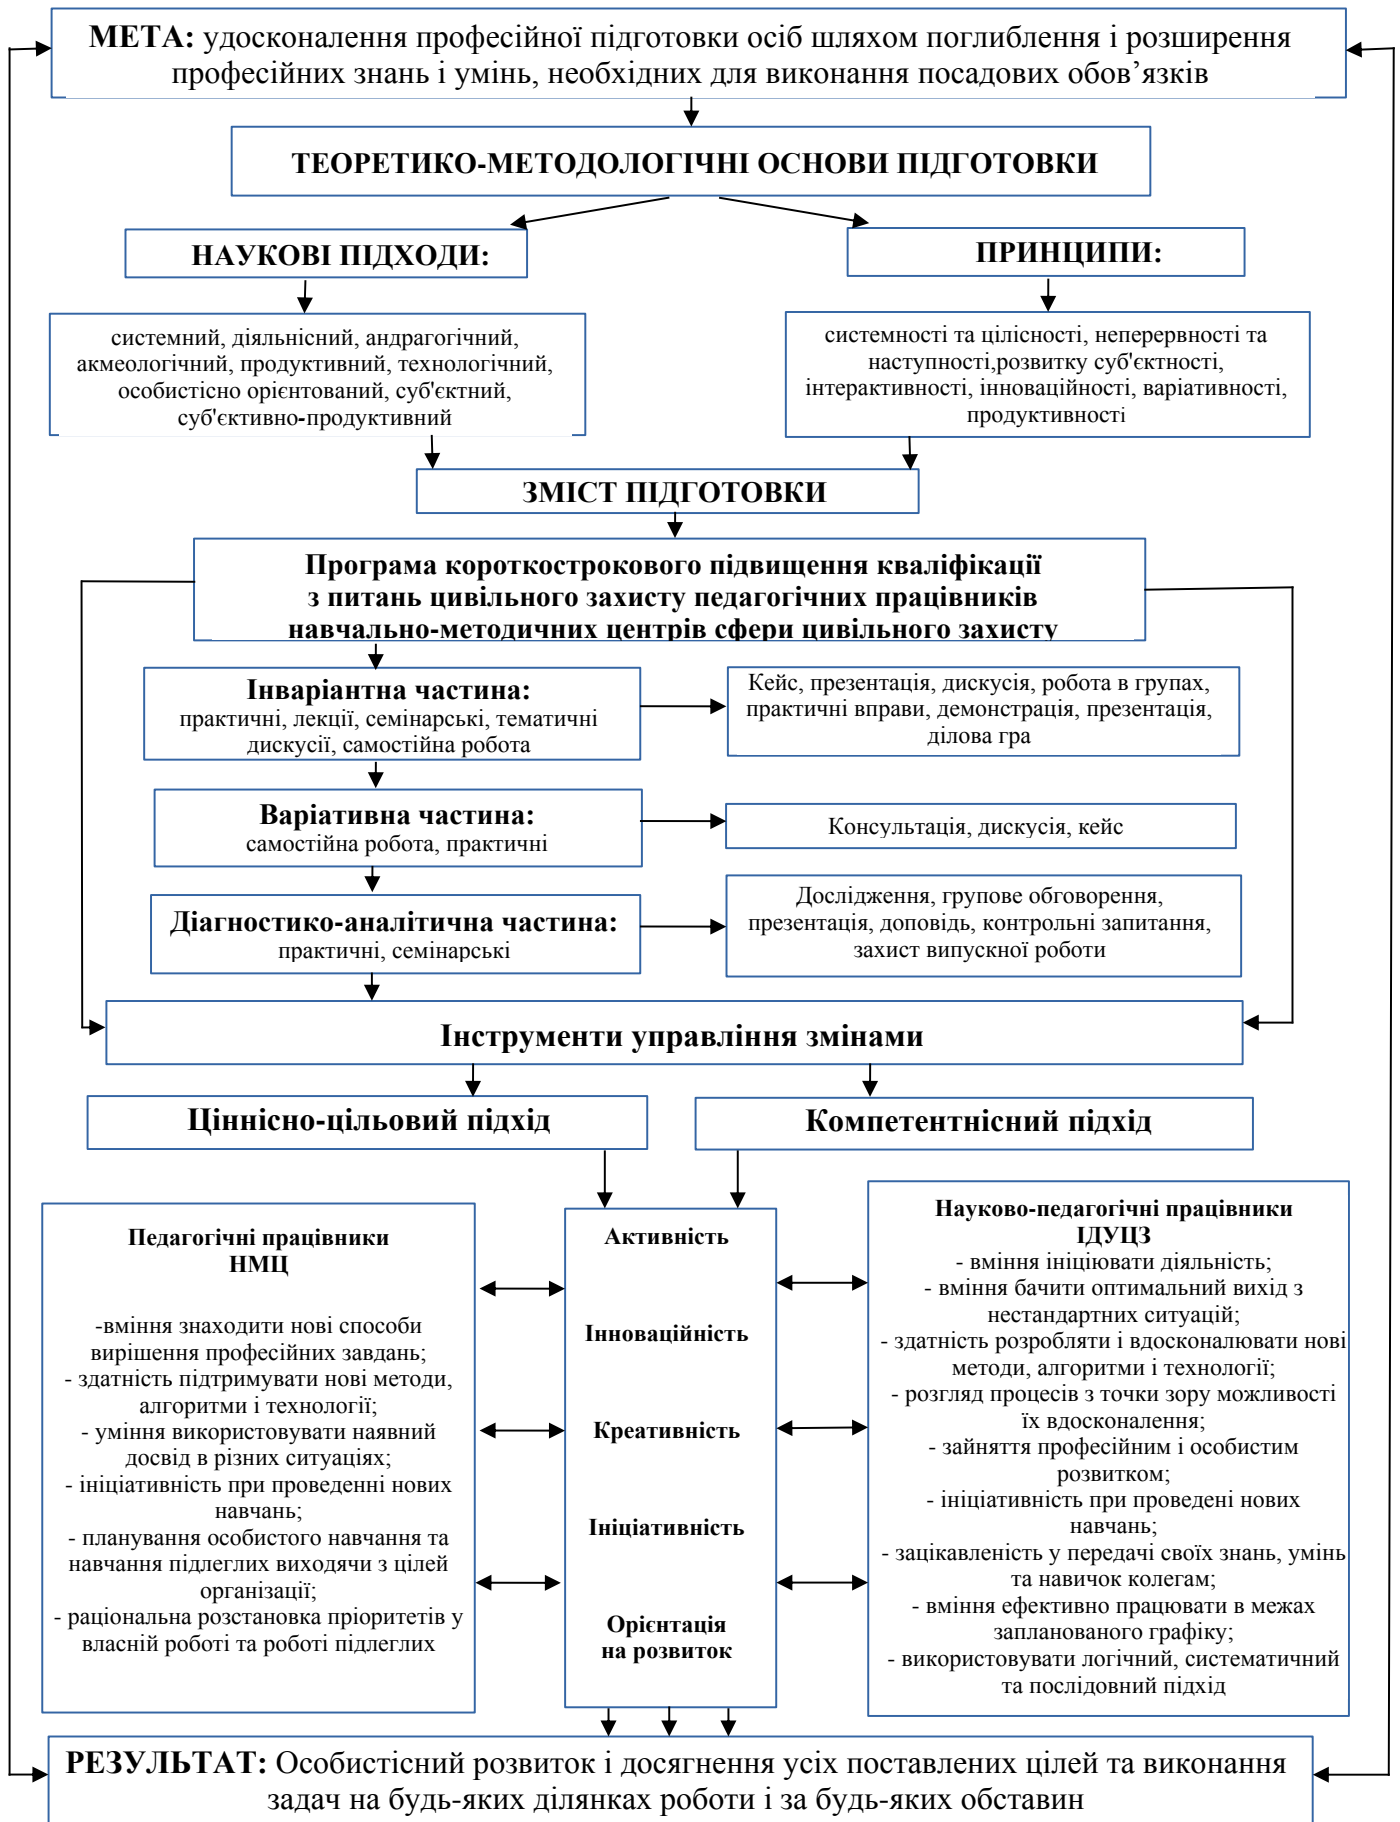 МЕТА: удосконалення професійної підготовки осіб шляхом поглиблення і розширення
професійних знань і умінь, необхідних для виконання посадових обов’язків
ТЕОРЕТИКО-МЕТОДОЛОГІЧНІ ОСНОВИ ПІДГОТОВКИ
НАУКОВІ ПІДХОДИ:
системний, діяльнісний, андрагогічний,
акмеологічний, продуктивний, технологічний,
особистісно орієнтований, суб'єктний,
суб'єктивно-продуктивний
ПРИНЦИПИ:
системності та цілісності, неперервності та
наступності,розвитку суб'єктності,
інтерактивності, інноваційності, варіативності,
продуктивності
ЗМІСТ ПІДГОТОВКИ
Програма короткострокового підвищення кваліфікації
з питань цивільного захисту педагогічних працівників
навчально-методичних центрів сфери цивільного захисту
Інваріантна частина:
практичні, лекції, семінарські, тематичні
дискусії, самостійна робота
Кейс, презентація, дискусія, робота в групах,
практичні вправи, демонстрація, презентація,
ділова гра
Варіативна частина:
самостійна робота, практичні
Консультація, дискусія, кейс
Діагностико-аналітична частина:
практичні, семінарські
Дослідження, групове обговорення,
презентація, доповідь, контрольні запитання,
захист випускної роботи
Інструменти управління змінами
Ціннісно-цільовий підхід
Компетентнісний підхід
Педагогічні працівники
НМЦ
-вміння знаходити нові способи
вирішення професійних завдань;
- здатність підтримувати нові методи,
алгоритми і технології;
- уміння використовувати наявний
досвід в різних ситуаціях;
- ініціативність при проведенні нових
навчань;
- планування особистого навчання та
навчання підлеглих виходячи з цілей
організації;
- раціональна розстановка пріоритетів у
власній роботі та роботі підлеглих
Активність
Інноваційність
Креативність
Ініціативність
Орієнтація
на розвиток
Науково-педагогічні працівники
ІДУЦЗ
- вміння ініціювати діяльність;
- вміння бачити оптимальний вихід з
нестандартних ситуацій;
- здатність розробляти і вдосконалювати нові
методи, алгоритми і технології;
- розгляд процесів з точки зору можливості
їх вдосконалення;
- зайняття професійним і особистим
розвитком;
- ініціативність при проведені нових
навчань;
- зацікавленість у передачі своїх знань, умінь
та навичок колегам;
- вміння ефективно працювати в межах
запланованого графіку;
- використовувати логічний, систематичний
та послідовний підхід
РЕЗУЛЬТАТ: Особистісний розвиток і досягнення усіх поставлених цілей та виконання
задач на будь-яких ділянках роботи і за будь-яких обставин